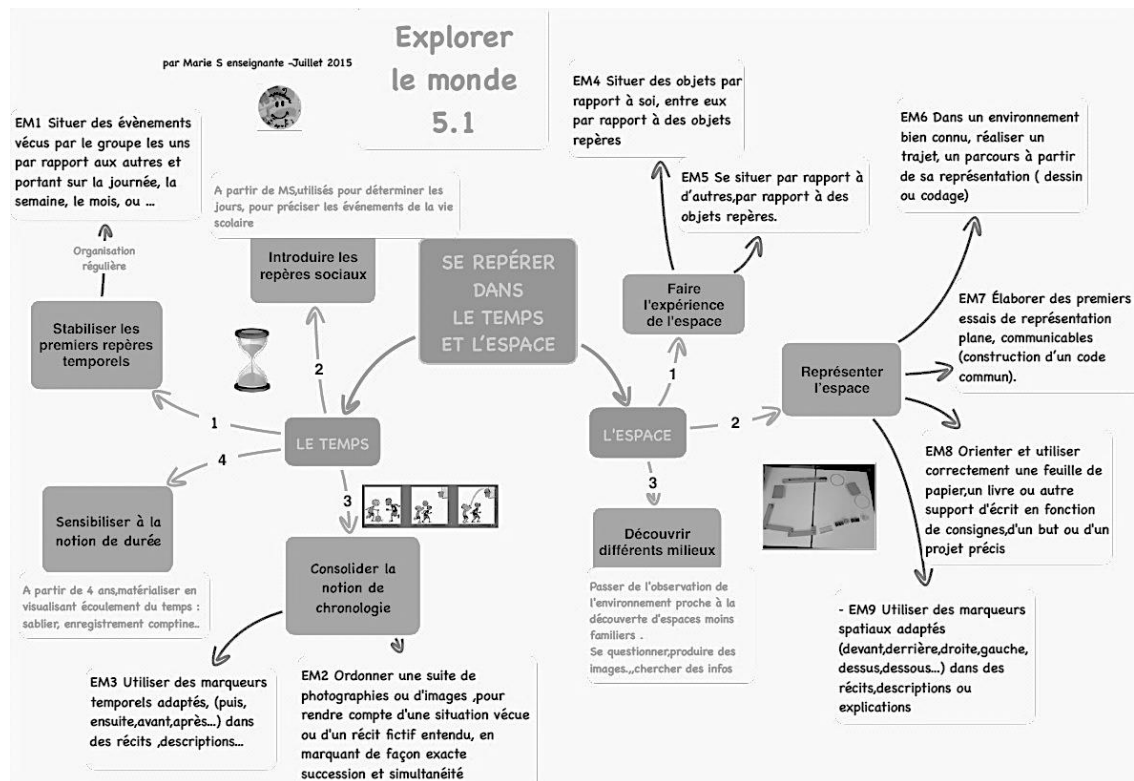 Explorer
le monde
5.1
par Marie S enseignante -Juillet 2015
EM1 Situer des évènements
vécus par le groupe les uns
par rapport aux autres et
portant sur la journée, la
semaine, le mois, ou ...
Organisation
régulière
Stabiliser les
premiers repères
temporels
A partir de MS,utilisés pour déterminer les
jours, pour préciser les événements de la vie
scolaire
Introduire les
repères sociaux
SE REPÉRER
DANS
LE TEMPS
ET L'ESPACE
1
2
3
4
LE TEMPS
Sensibiliser à la
notion de durée
A partir de 4 ans,matérialiser en
visualisant écoulement du temps :
sablier, enregistrement comptine..
Consolider la
notion de
chronologie
EM3 Utiliser des marqueurs
temporels adaptés, (puis,
ensuite,avant,après...) dans
des récits ,descriptions...
EM2 Ordonner une suite de
photographies ou d'images ,pour
rendre compte d'une situation vécue
ou d'un récit fictif entendu, en
marquant de façon exacte
succession et simultanéité
EM4 Situer des objets par
rapport à soi, entre eux
par rapport à des objets
repères
EM5 Se situer par rapport à
d'autres,par rapport à des
objets repères.
Faire
l'expérience
de l'espace
1
L'ESPACE
2
3
Découvrir
différents milieux
Passer de l'observation de
l'environnement proche à la
découverte d'espaces moins
familiers .
Se questionner,produire des
images.,,chercher des infos
Représenter
l'espace
EM6 Dans un environnement
bien connu, réaliser un
trajet, un parcours à partir
de sa représentation ( dessin
ou codage)
EM7 Élaborer des premiers
essais de représentation
plane, communicables
(construction d'un code
commun).
EM8 Orienter et utiliser
correctement une feuille de
papier,un livre ou autre
support d'écrit en fonction
de consignes,d'un but ou d'un
projet précis
- EM9 Utiliser des marqueurs
spatiaux adaptés
(devant,derrière,droite,gauche,
dessus,dessous...) dans des
récits,descriptions ou
explications